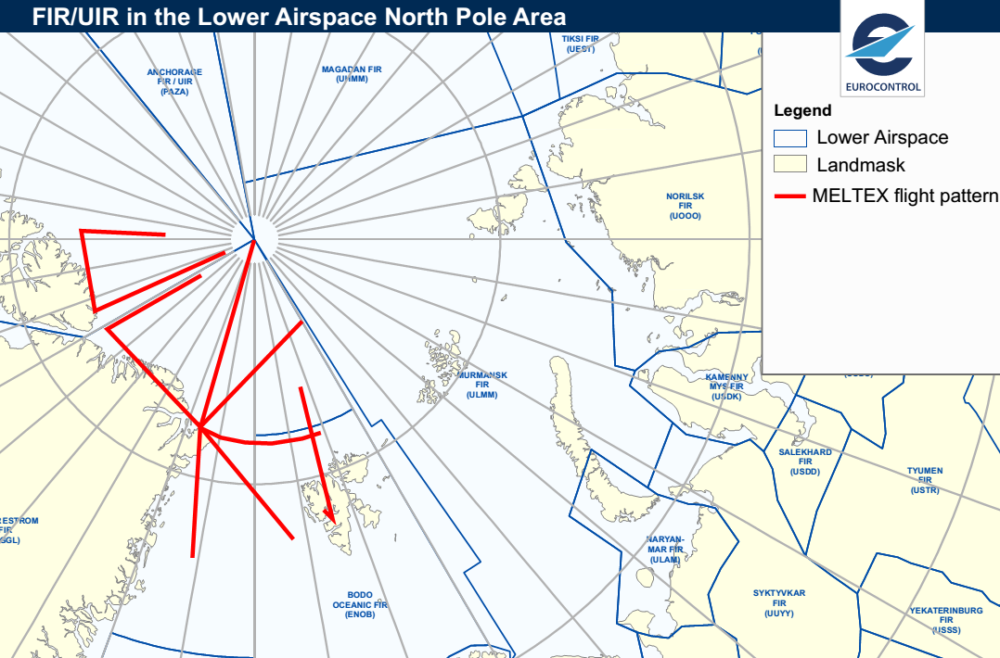 FIR/UIR in the Lower Airspace North Pole Area
EUROCONTROL
Legend
Lower Airspace
Landmask
MELTEX flight pattern
ANCHORAGE
FIR / UIR
(PAZA)
MAGADAN FIR
(UHMM)
TIKSI FIR
(UEST)
NORILSK
FIR
(UOOO)
MURMANSK
FIR
(ULMM)
KAMENNY
MYS FIR
(USDK)
SALEKHARD
FIR
(USDD)
TYUMEN
FIR
(USTR)
NARYAN-
MAR FIR
(ULAM)
SYKTYVKAR
FIR
(UUYY)
YEKATERINBURG
FIR
(USSS)
BODO
OCEANIC FIR
(ENOB)
RESTROM
FIR
GGL)